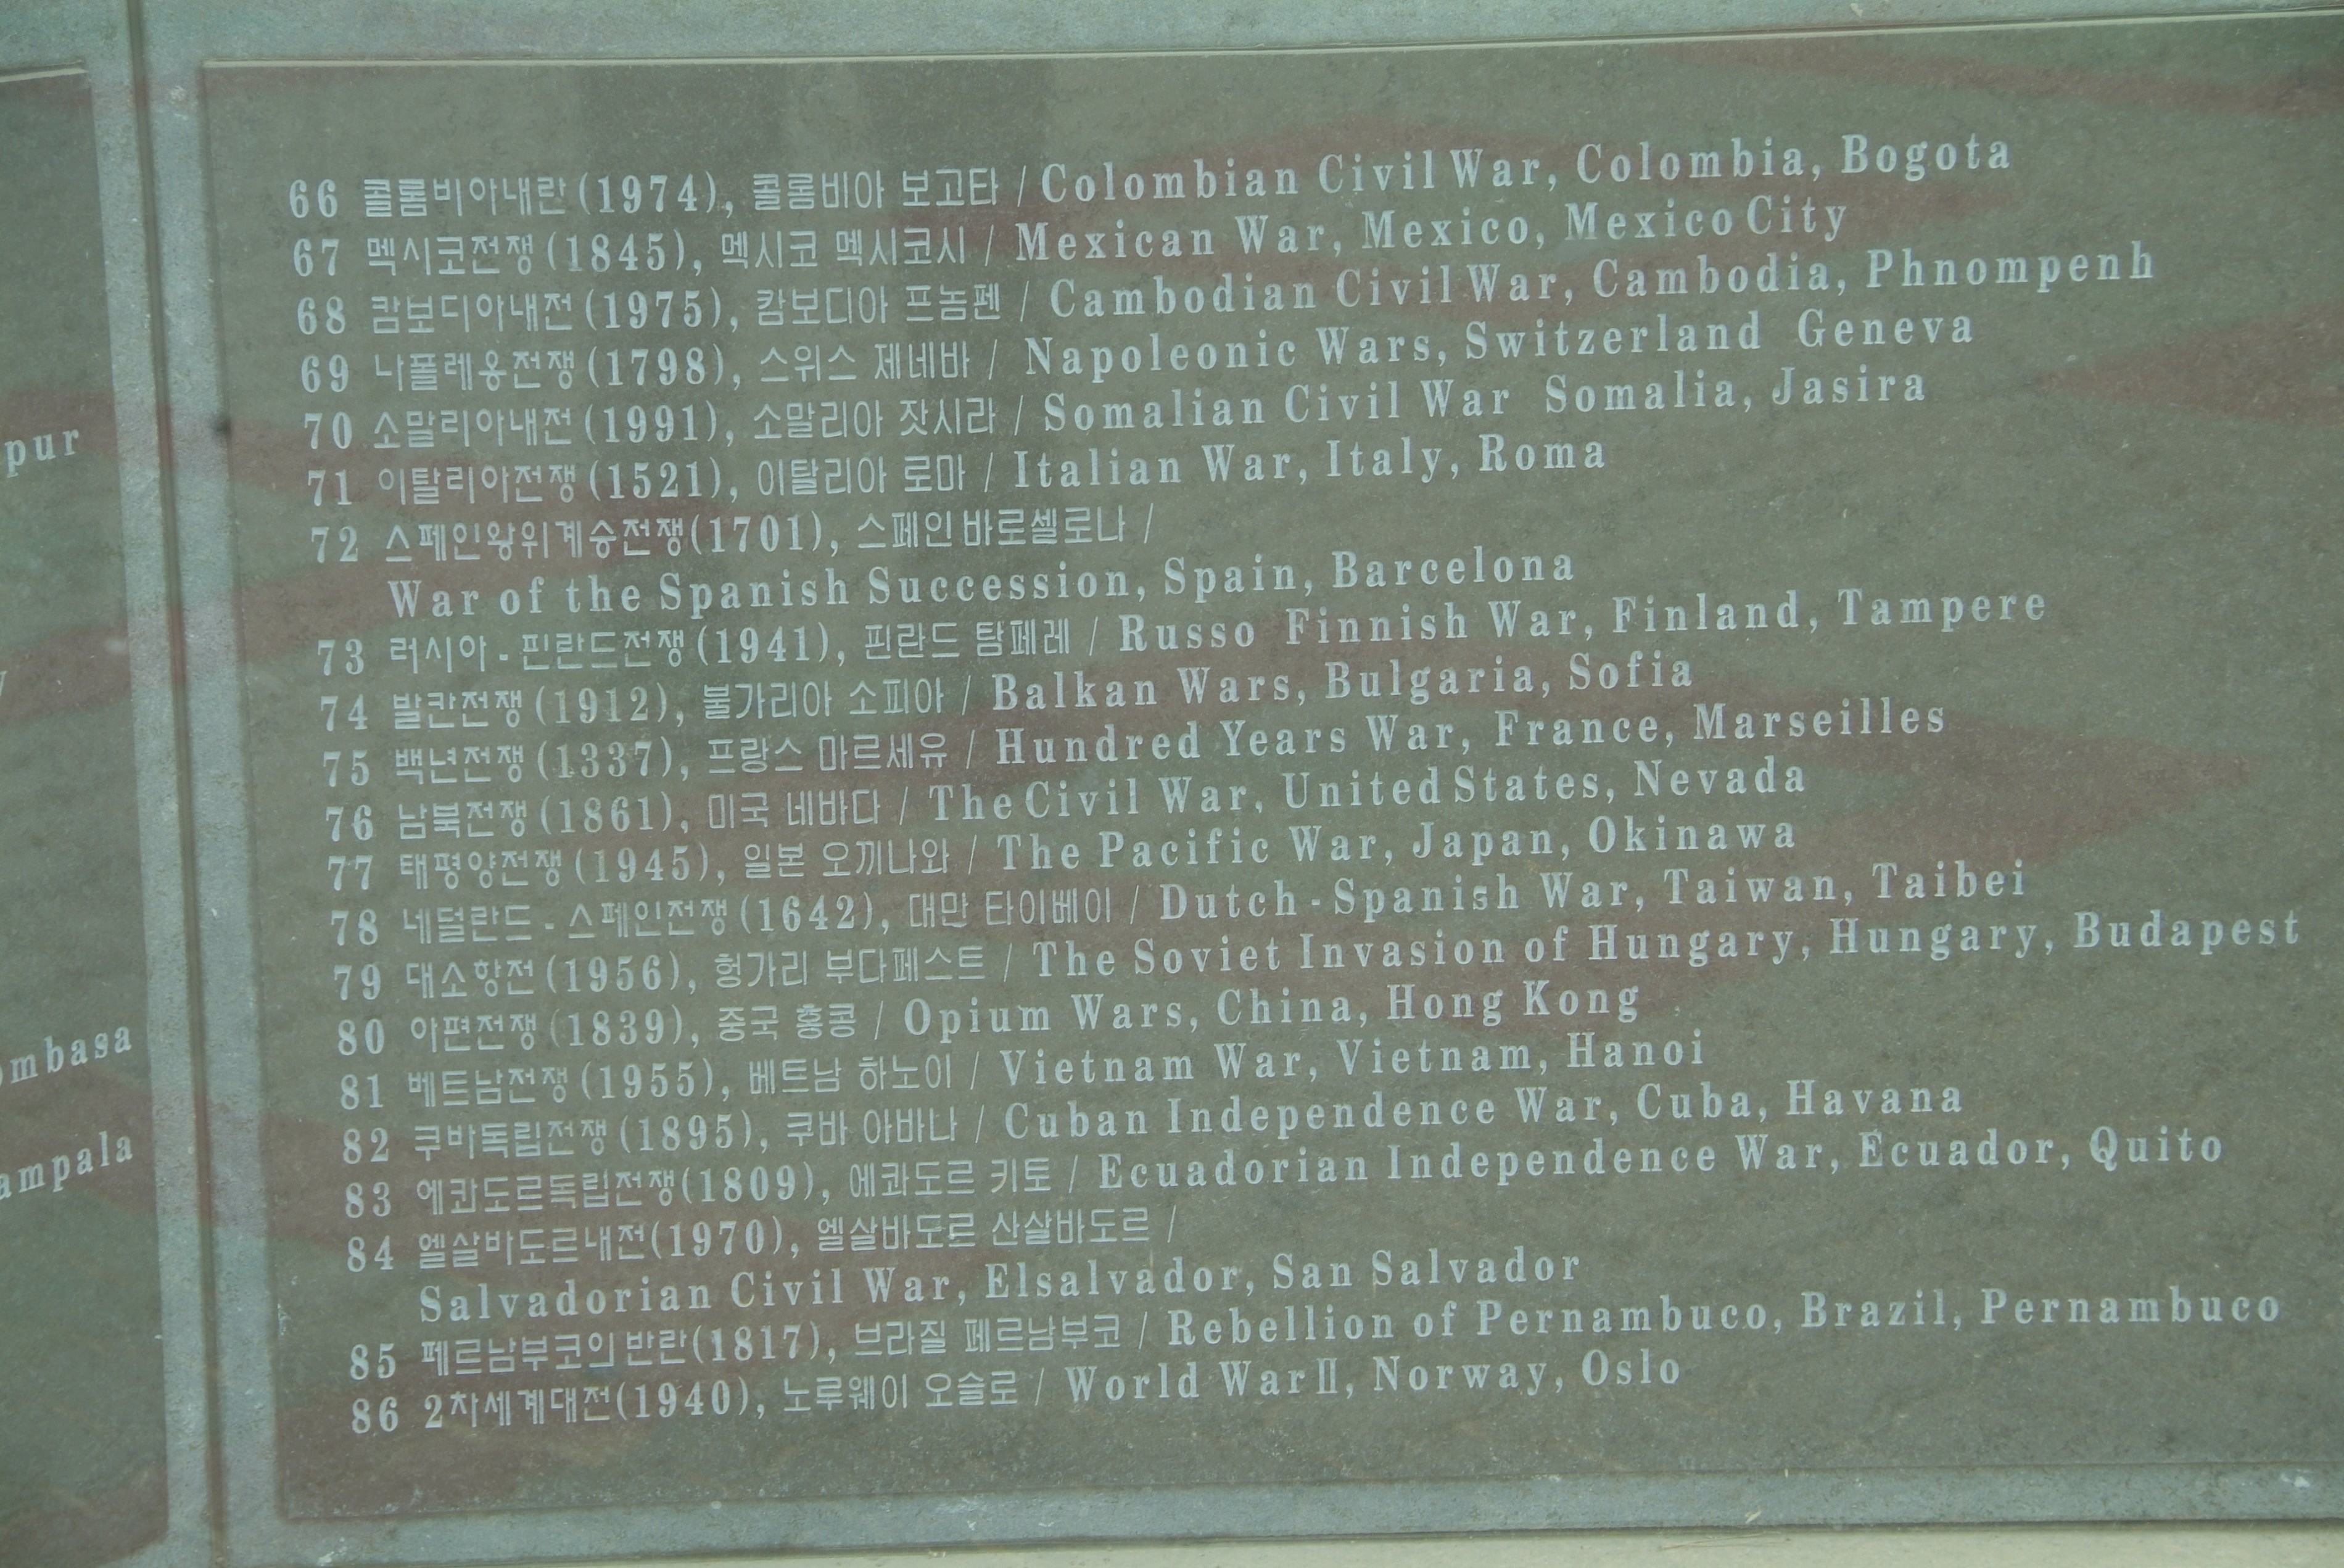 66 콜롬비아내란(1974), 콜롬비아 보고타 / Colombian Civil War, Colombia, Bogota
67 멕시코전쟁(1845), 멕시코 멕시코시 / Mexican War, Mexico, Mexico City
68 캄보디아내전(1975), 캄보디아 프놈펜 / Cambodian Civil War, Cambodia, Phnompenh
69 나폴레옹전쟁(1798), 스위스 제네바 / Napoleonic Wars, Switzerland Geneva
70 소말리아내전(1991), 소말리아 잣시라 / Somalian Civil War Somalia, Jasira
71 이탈리아전쟁(1521), 이탈리아 로마 / Italian War, Italy, Roma
72 스페인왕위계승전쟁(1701), 스페인 바로셀로나 /
War of the Spanish Succession, Spain, Barcelona
73 러시아-핀란드전쟁(1941), 핀란드 탐페레 / Russo Finnish War, Finland, Tampere
74 발칸전쟁(1912), 불가리아 소피아 / Balkan Wars, Bulgaria, Sofia
75 백년전쟁(1337), 프랑스 마르세유 / Hundred Years War, France, Marseilles
76 남북전쟁(1861), 미국 네바다 / The Civil War, United States, Nevada
77 태평양전쟁(1945), 일본 오끼나와 / The Pacific War, Japan, Okinawa
78 네덜란드-스페인전쟁(1642), 대만 타이베이 / Dutch-Spanish War, Taiwan, Taibei
79 대소항전(1956), 헝가리 부다페스트 / The Soviet Invasion of Hungary, Hungary, Budapest
80 아편전쟁(1839), 중국 홍콩 / Opium Wars, China, Hong Kong
81 베트남전쟁(1955), 베트남 하노이 / Vietnam War, Vietnam, Hanoi
82 쿠바독립전쟁(1895), 쿠바 아바나 / Cuban Independence War, Cuba, Havana
83 에콰도르독립전쟁(1809), 에콰도르 키토 / Ecuadorian Independence War, Ecuador, Quito
84 엘살바도르내전(1970), 엘살바도르 산살바도르 /
Salvadorian Civil War, Elsalvador, San Salvador
85 페르남부코의 반란(1817), 브라질 페르남부코 / Rebellion of Pernambuco, Brazil, Pernambuco
86 2차세계대전(1940), 노루웨이 오슬로 / World War Ⅱ, Norway, Oslo